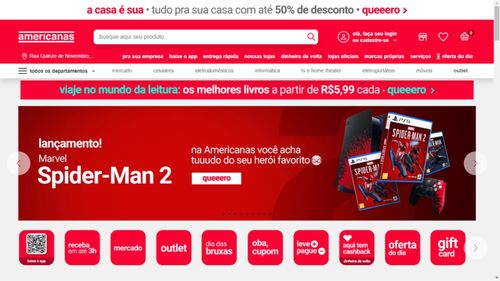 a casa é sua • tudo pra sua casa com até 50% de desconto • queeero >
americanas
busque aqui seu produto
olá, faça seu login
ou cadastre-se
0
Rua Quinze de Novembro,...
pra sua empresa
baixe o app
entrega rápida
nossas lojas
dinheiro de volta
lojas oficiais
marcas próprias
serviços
oferta do dia
todos os departamentos
mercado
celulares
eletrodomésticos
informática
tv e home theater
eletroportáteis
móveis
outlet
viaje no mundo da leitura: os melhores livros a partir de R$5,99 cada - queeero >
lançamento!
Marvel
Spider-Man 2
na Americanas você acha
tuuudo do seu herói favorito
queeero
PS5
SPIDER-MAN 2
baixe o app
receba
em até 3h
mercado
outlet
dia das
bruxas
oba,
cupom
leve +
pague −
aqui tem
cashback
dinheiro de volta
oferta
do dia
gift
card